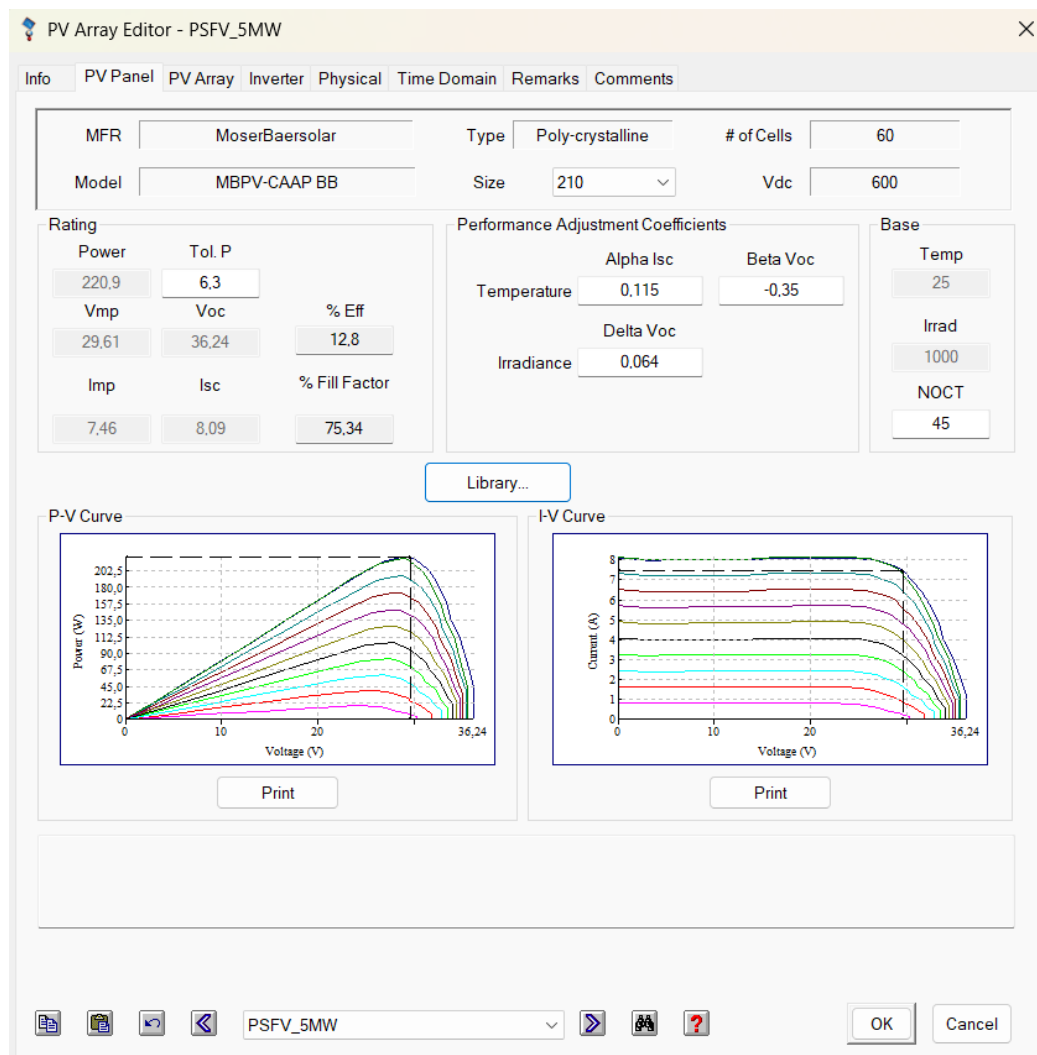 PV Array Editor - PSFV_5MW
Info PV Panel PV Array Inverter Physical Time Domain Remarks Comments
MFR MoserBaersolar Type Poly-crystalline # of Cells 60
Model MBPV-CAAP BB Size 210 Vdc 600
Rating Performance Adjustment Coefficients Base
Power Tol. P Alpha Isc Beta Voc Temp
220,9 6,3 Temperature 0,115 -0,35 25
Vmp Voc % Eff Delta Voc Irrad
29,61 36,24 12,8 Irradiance 0,064 1000
Imp Isc % Fill Factor NOCT
7,46 8,09 75,34 45
Library...
P-V Curve I-V Curve
Power (W)
202,5
180,0
157,5
135,0
112,5
90,0
67,5
45,0
22,5
0
0 10 20 36,24
Voltage (V)
Current (A)
8
7
6
5
4
3
2
1
0
0 10 20 36,24
Voltage (V)
Print Print
PSFV_5MW ? OK Cancel